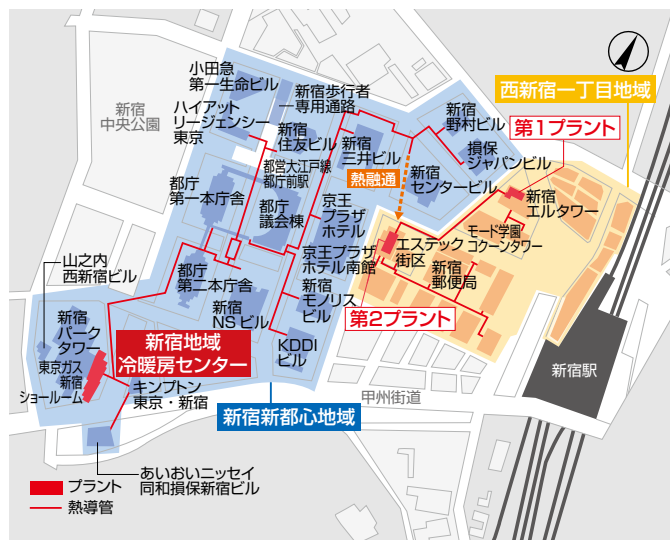 小田急
第一生命ビル
新宿
中央公園
ハイアット
リージェンシー
東京
新宿歩行者
専用通路
新宿
住友ビル
都営大江戸線
都庁前駅
新宿
三井ビル
熱融通
新宿
野村ビル
損保
ジャパンビル
新宿
センタービル
西新宿一丁目地域
第1プラント
新宿
エルタワー
モード学園
コクーンタワー
都庁
第一本庁舎
都庁
議会棟
京王
プラザ
ホテル
京王プラザ
ホテル南館
エステック
街区
新宿
郵便局
第2プラント
山之内
西新宿ビル
都庁
第二本庁舎
新宿
NSビル
新宿
モノリス
ビル
KDDI
ビル
新宿
パーク
タワー
東京ガス
新宿
ショールーム
新宿地域
冷暖房センター
キンプトン
東京・新宿
新宿新都心地域
甲州街道
新宿駅
あいおいニッセイ
同和損保新宿ビル
プラント
熱導管